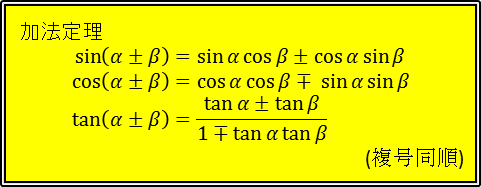 加法定理
sin(α ± β) = sin α cos β ± cos α sin β
cos(α ± β) = cos α cos β ∓ sin α sin β
tan(α ± β) = (tan α ± tan β) / (1 ∓ tan α tan β)
(複号同順)